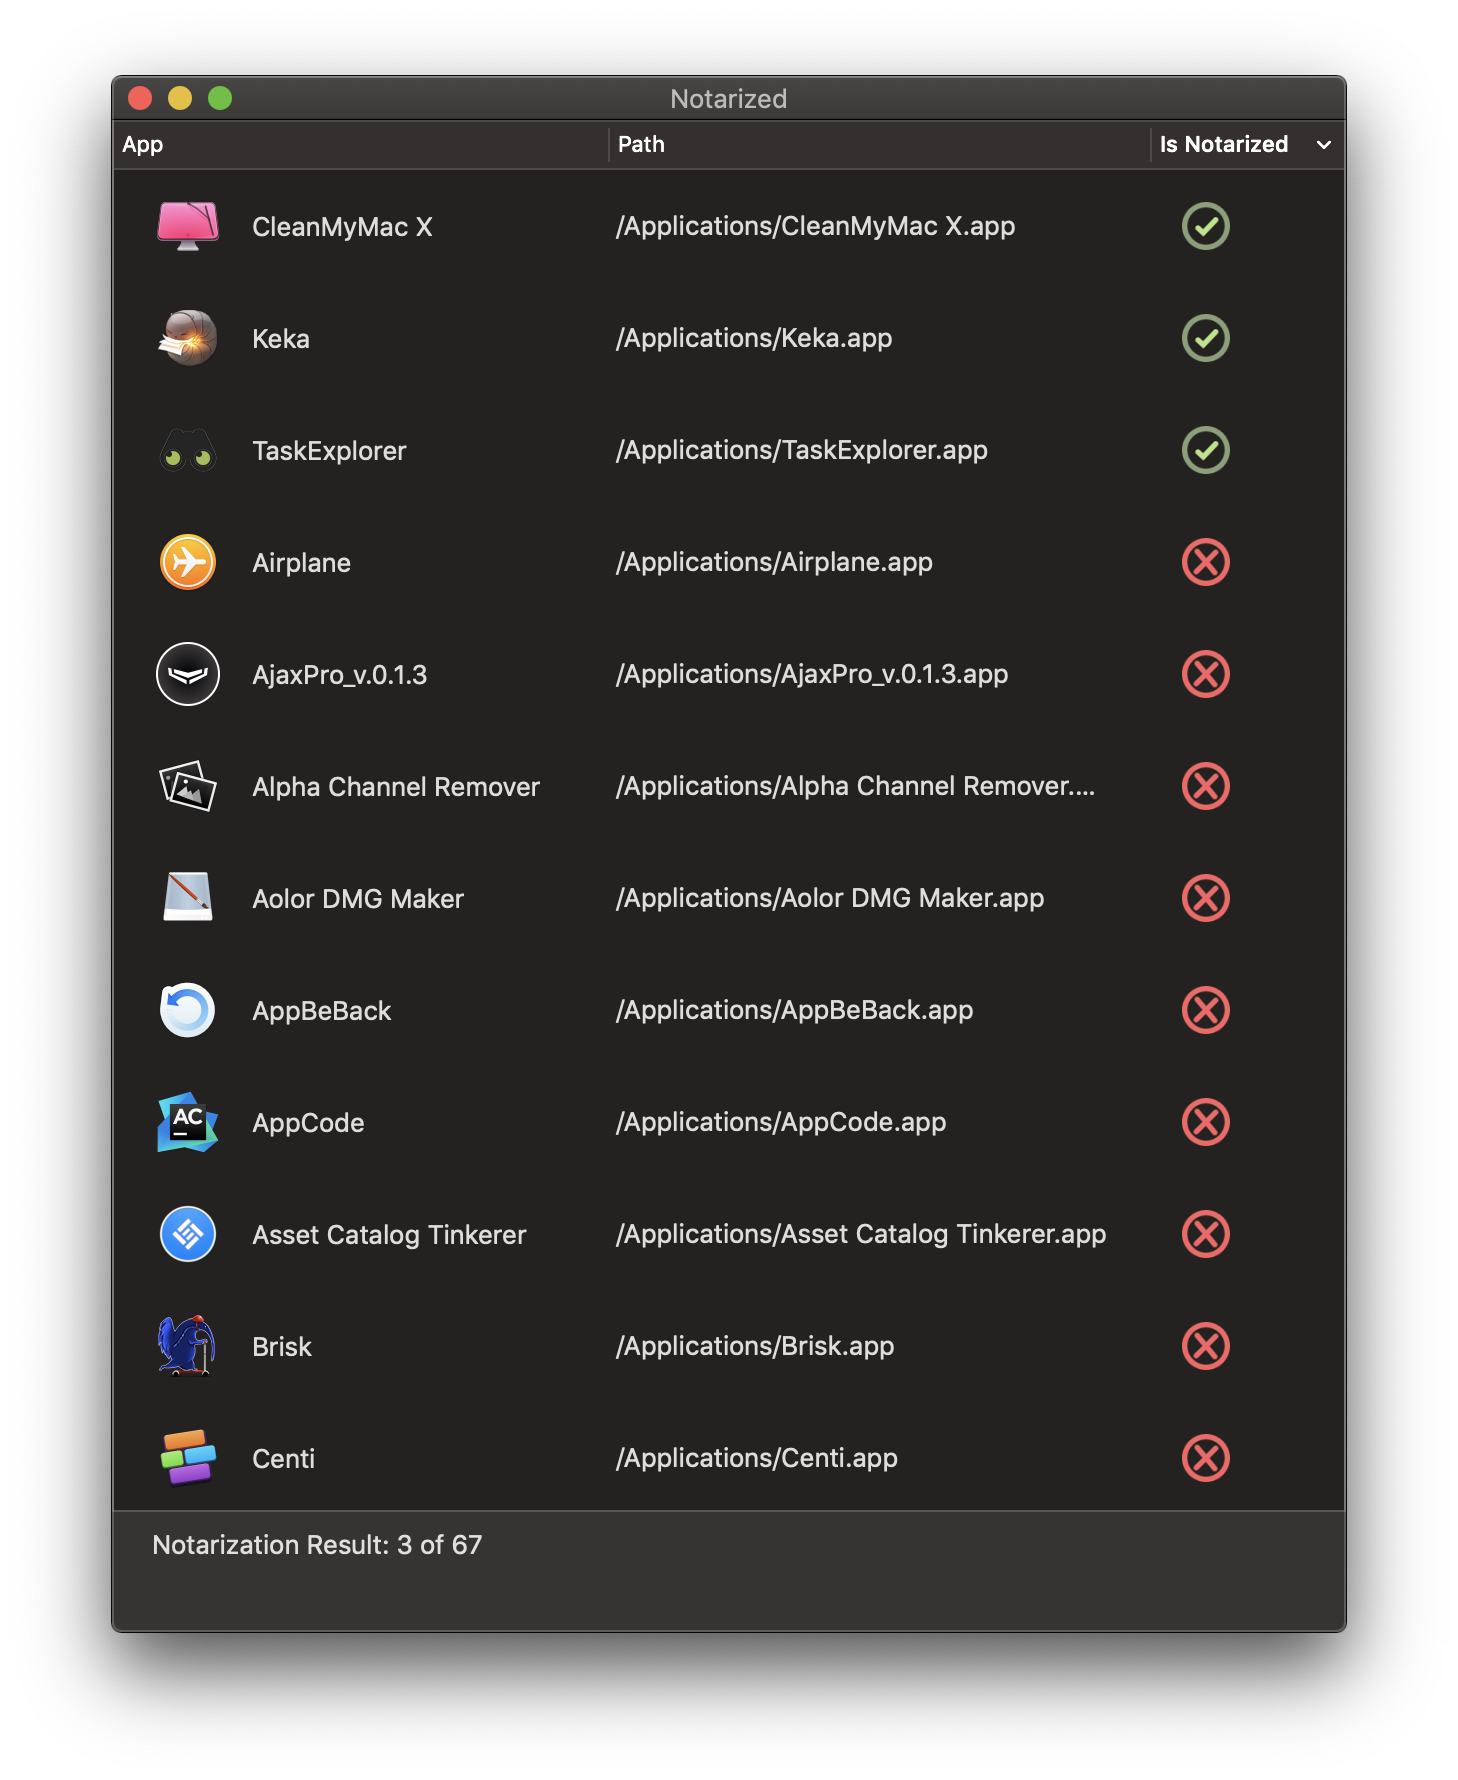 Notarized
App Path Is Notarized
CleanMyMac X /Applications/CleanMyMac X.app
Keka /Applications/Keka.app
TaskExplorer /Applications/TaskExplorer.app
Airplane /Applications/Airplane.app
AjaxPro_v.0.1.3 /Applications/AjaxPro_v.0.1.3.app
Alpha Channel Remover /Applications/Alpha Channel Remover....
Aolor DMG Maker /Applications/Aolor DMG Maker.app
AppBeBack /Applications/AppBeBack.app
AC AppCode /Applications/AppCode.app
Asset Catalog Tinkerer /Applications/Asset Catalog Tinkerer.app
Brisk /Applications/Brisk.app
Centi /Applications/Centi.app
Notarization Result: 3 of 67